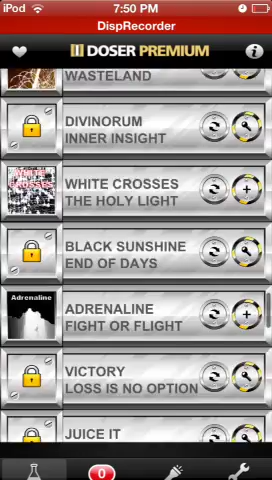 iPod 7:50 PM
DispRecorder
DOSER PREMIUM
WASTELAND
DIVINORUM
INNER INSIGHT
WHITE CROSSES
WHITE CROSSES
THE HOLY LIGHT
BLACK SUNSHINE
END OF DAYS
Adrenaline
ADRENALINE
FIGHT OR FLIGHT
VICTORY
LOSS IS NO OPTION
JUICE IT
0